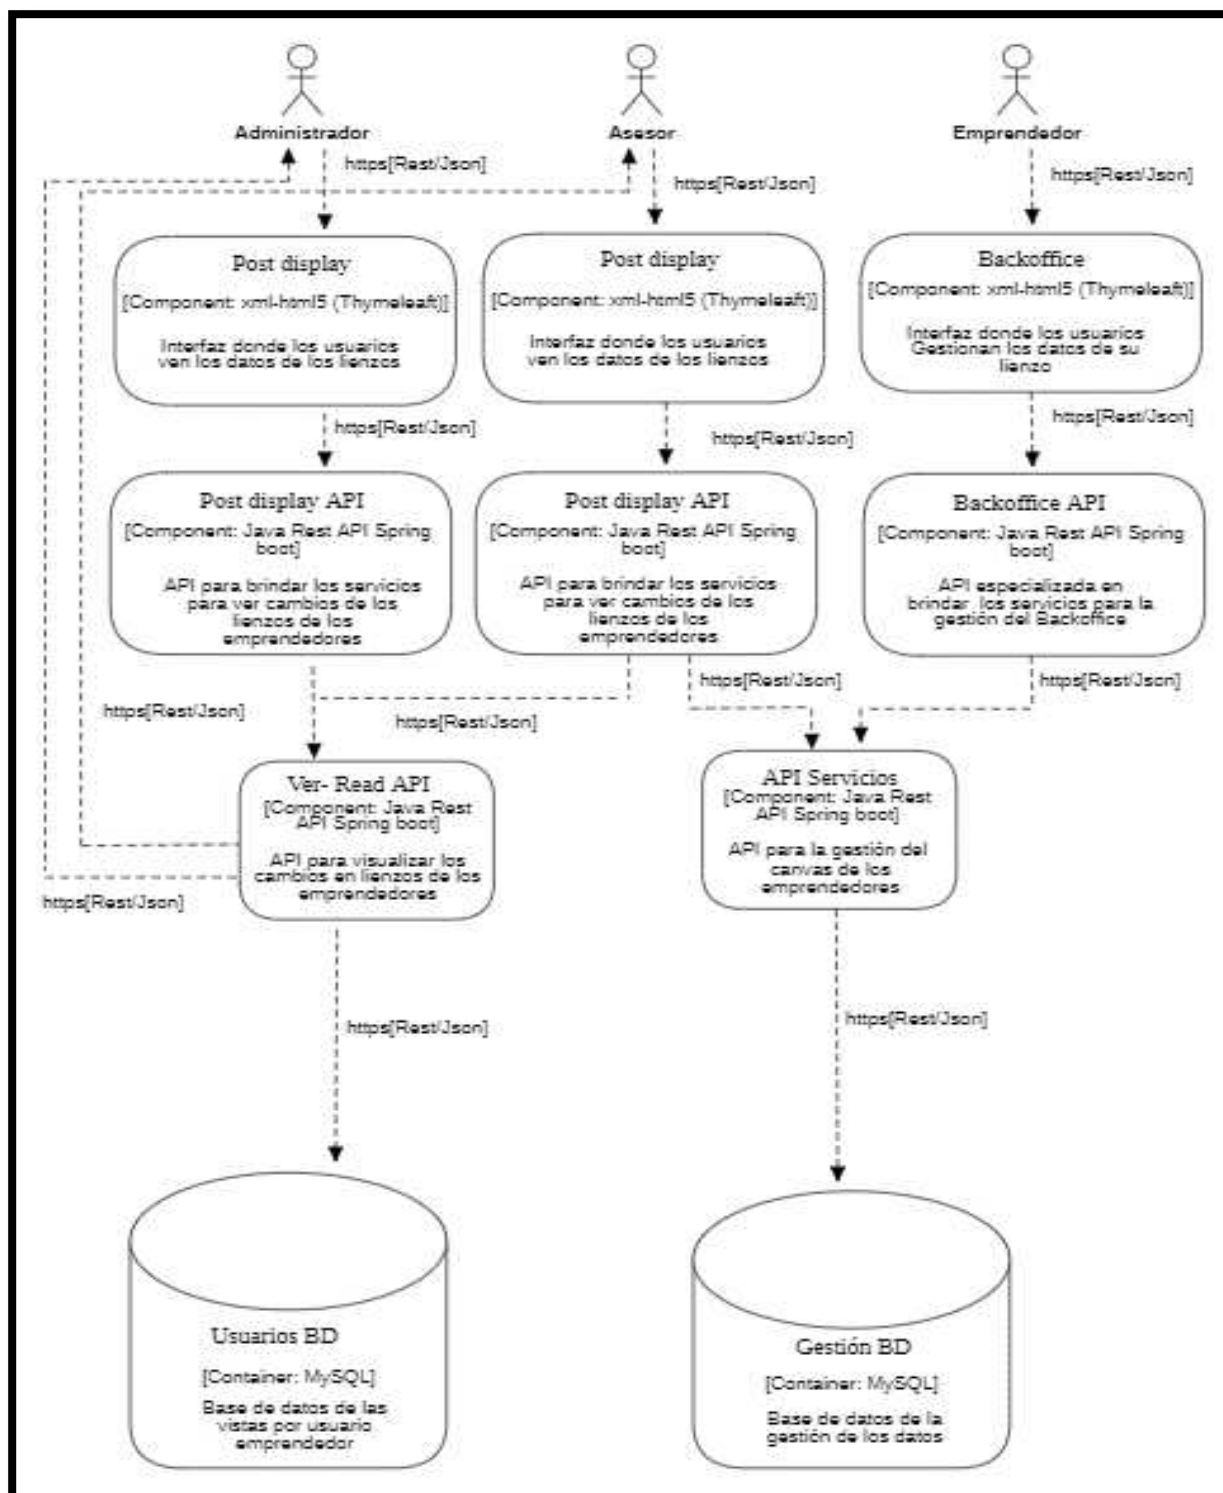 Administrador
Asesor
Emprendedor
https[Rest/Json]
https[Rest/Json]
https[Rest/Json]
Post display
[Component: xml-html5 (Thymeleaft)]
Interfaz donde los usuarios
ven los datos de los lienzos
Post display
[Component: xml-html5 (Thymeleaft)]
Interfaz donde los usuarios
ven los datos de los lienzos
Backoffice
[Component: xml-html5 (Thymeleaft)]
Interfaz donde los usuarios
Gestionan los datos de su
lienzo
https[Rest/Json]
https[Rest/Json]
https[Rest/Json]
Post display API
[Component: Java Rest API Spring
boot]
API para brindar los servicios
para ver cambios de los
lienzos de los
emprendedores
Post display API
[Component: Java Rest API Spring
boot]
API para brindar los servicios
para ver cambios de los
lienzos de los
emprendedores
Backoffice API
[Component: Java Rest API Spring
boot]
API especializada en
brindar los servicios para la
gestión del Backoffice
https[Rest/Json]
https[Rest/Json]
https[Rest/Json]
https[Rest/Json]
Ver- Read API
[Component: Java Rest
API Spring boot]
API para visualizar los
cambios en lienzos de los
emprendedores
API Servicios
[Component: Java Rest
API Spring boot]
API para la gestión del
canvas de los
emprendedores
https[Rest/Json]
https[Rest/Json]
https[Rest/Json]
Usuarios BD
[Container: MySQL]
Base de datos de las
vistas por usuario
emprendedor
Gestión BD
[Container: MySQL]
Base de datos de la
gestión de los datos